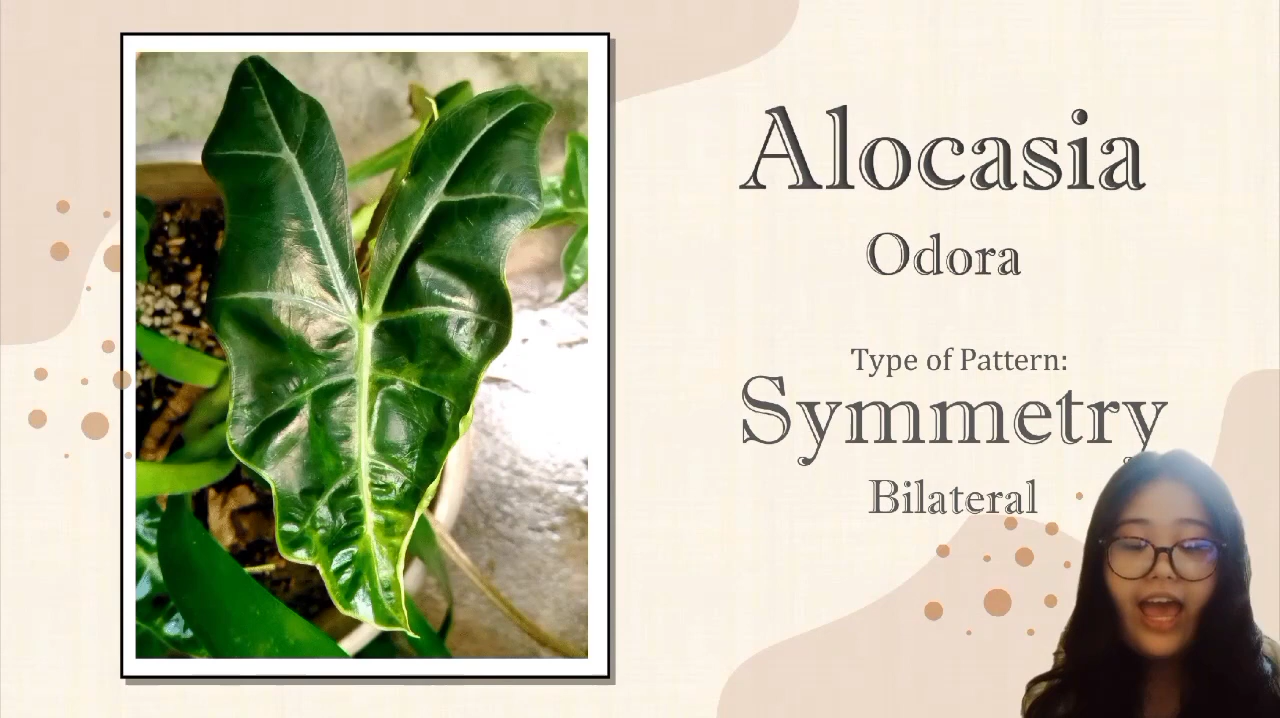 Alocasia
Odora
Type of Pattern:
Symmetry
Bilateral